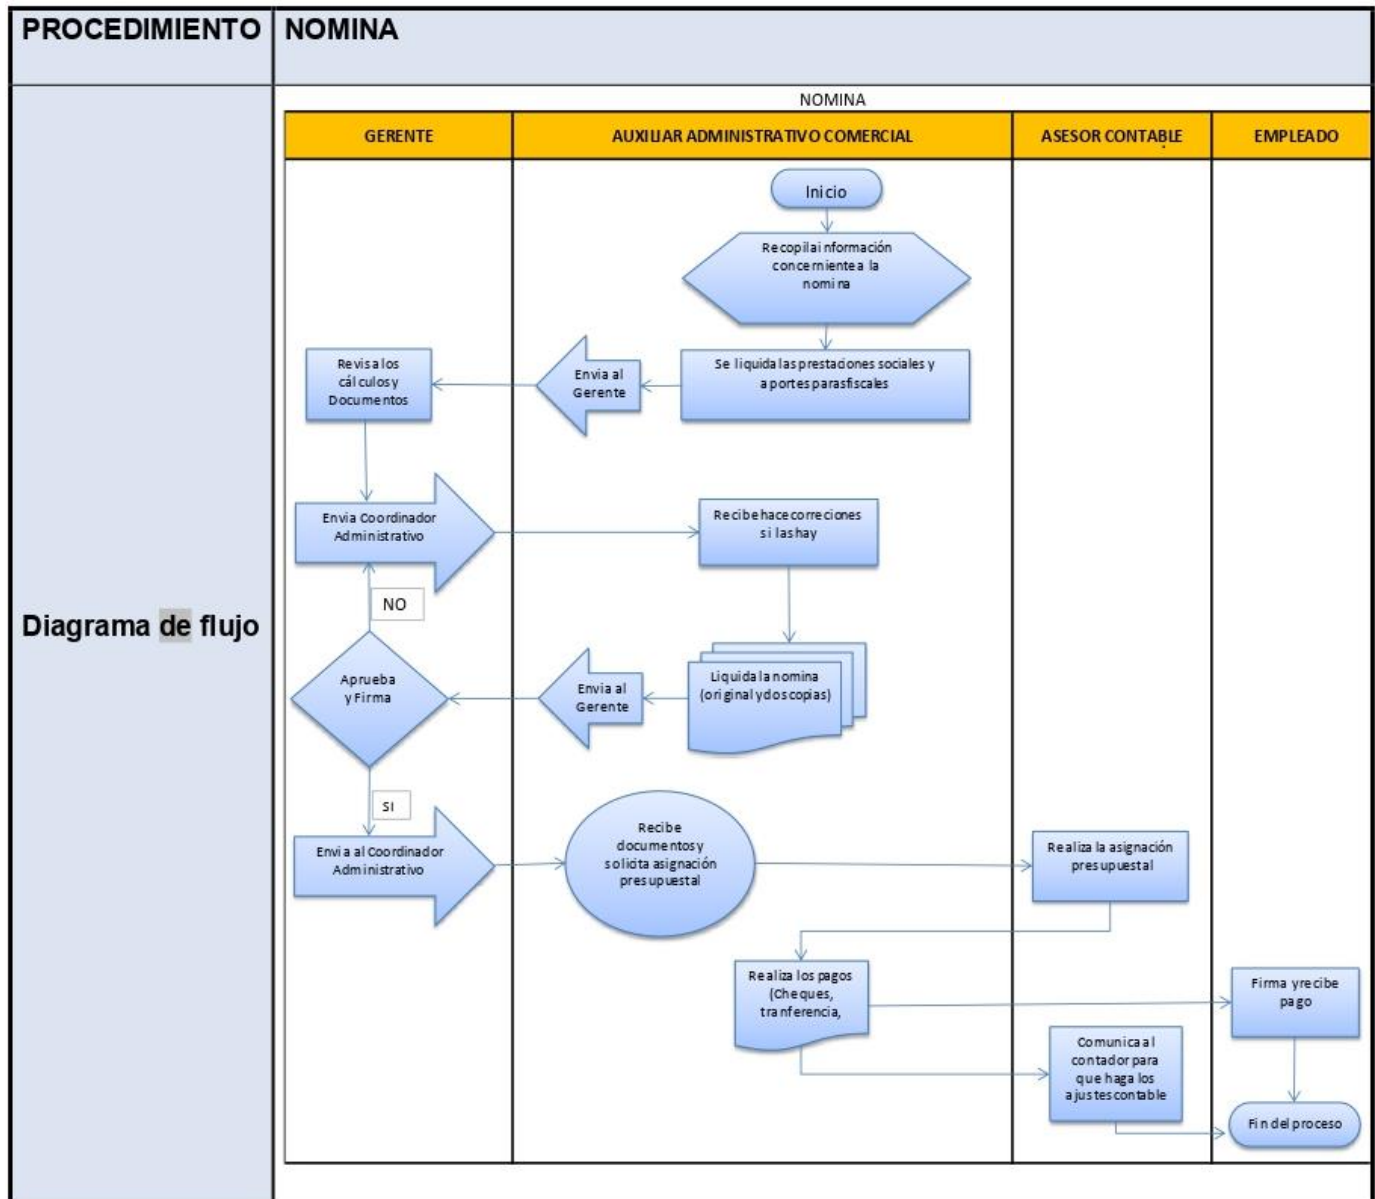 PROCEDIMIENTO
NOMINA
NOMINA
GERENTE
AUXILIAR ADMINISTRATIVO COMERCIAL
ASESOR CONTABLE
EMPLEADO
Inicio
Recopila información
concerniente a la
nomina
Se liquida las prestaciones sociales y
aportes parasfiscales
Envia al
Gerente
Revisa los
cálculos y
Documentos
Envia Coordinador
Administrativo
Recibe hace correciones
si las hay
NO
Diagrama de flujo
Aprueba
y Firma
Envia al
Gerente
Liquida la nomina
(original y dos copias)
SI
Envia al Coordinador
Administrativo
Recibe
documentos y
solicita asignación
presupuestal
Realiza la asignación
presupuestal
Realiza los pagos
(Cheques,
tranferencia,
Firma y recibe
pago
Comunica al
contador para
que haga los
ajustes contable
Fin del proceso